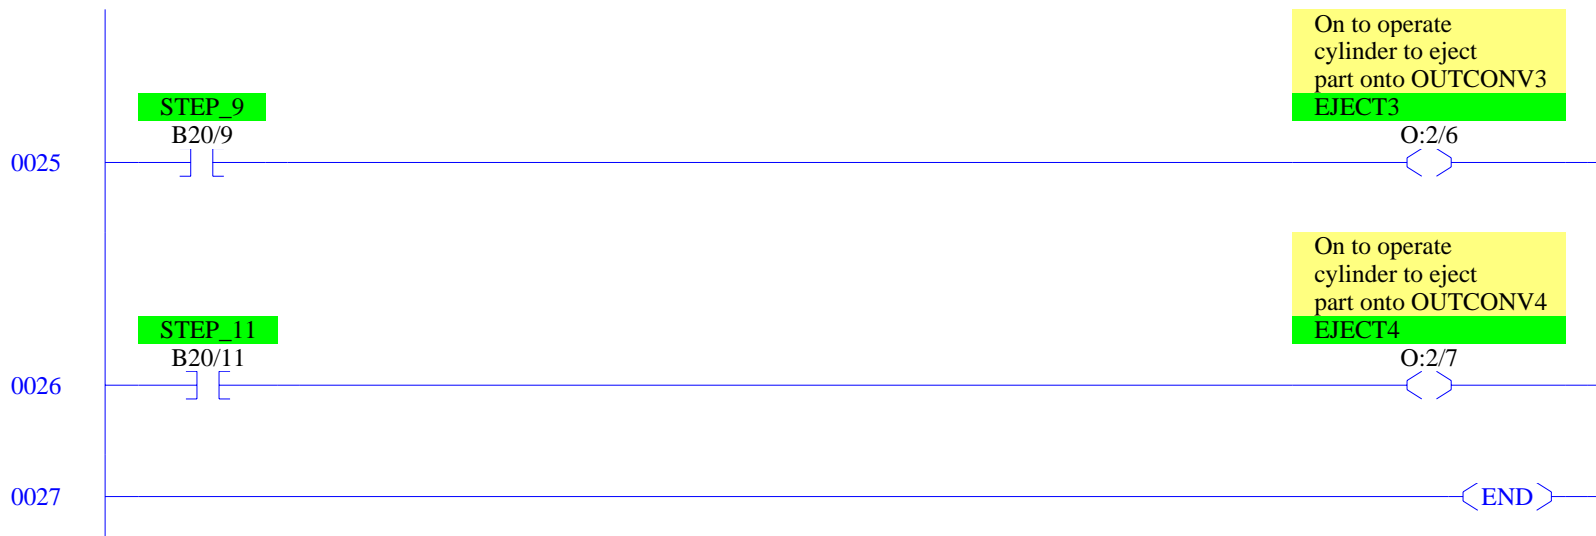 On to operate
cylinder to eject
part onto OUTCONV3
STEP_9
EJECT3
B20/9
O:2/6
0025
On to operate
cylinder to eject
part onto OUTCONV4
STEP_11
EJECT4
B20/11
O:2/7
0026
0027
END